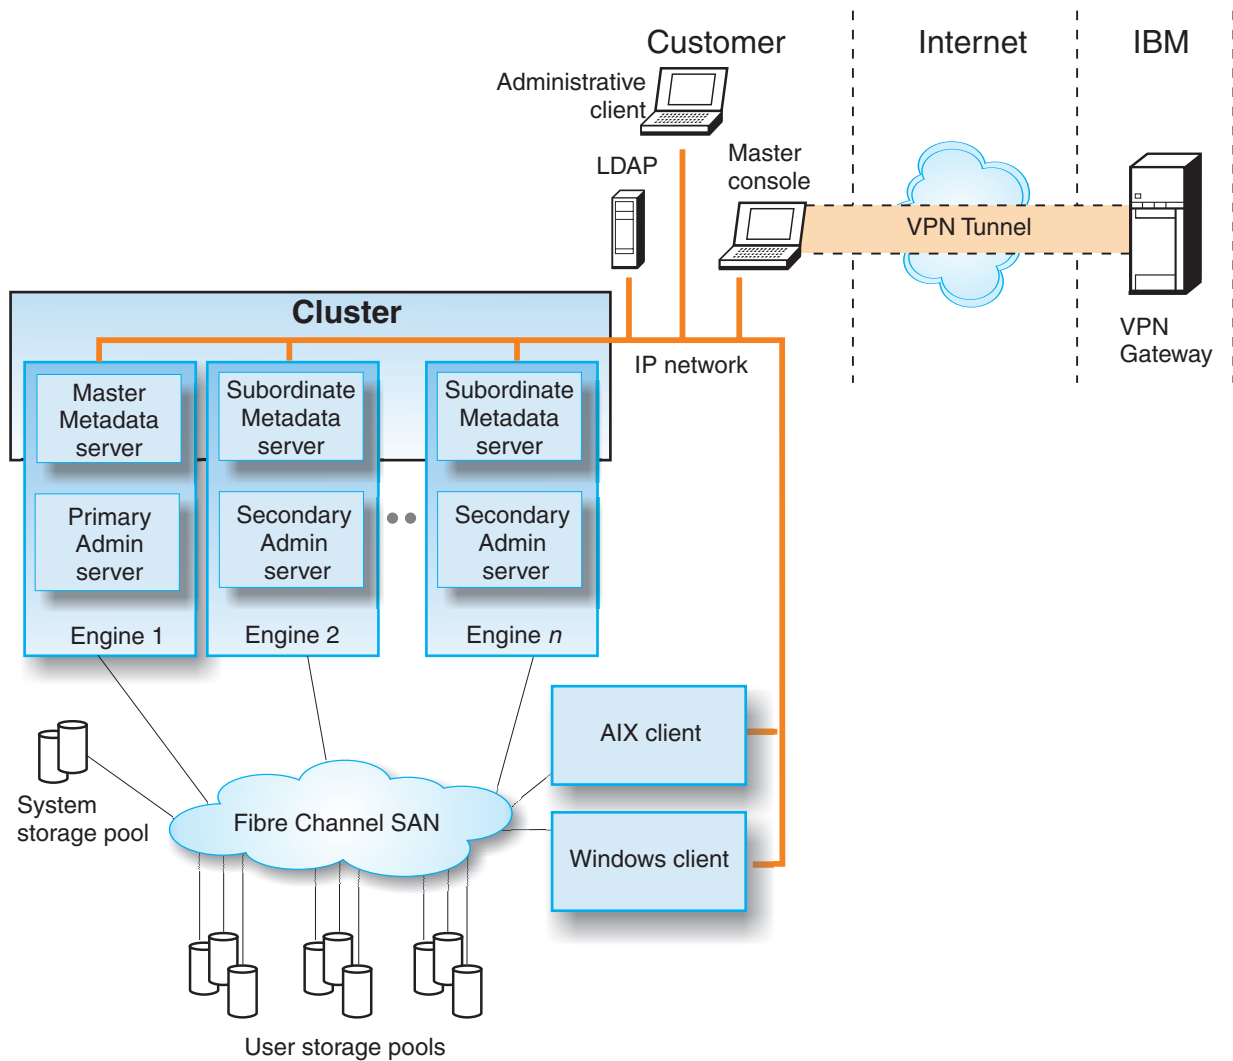 Customer
Internet
IBM
Administrative
client
LDAP
Master
console
VPN Tunnel
VPN
Gateway
Cluster
IP network
Master
Metadata
server
Subordinate
Metadata
server
Subordinate
Metadata
server
Primary
Admin
server
Secondary
Admin
server
Secondary
Admin
server
Engine 1
Engine 2
Engine n
AIX client
System
storage pool
Fibre Channel SAN
Windows client
User storage pools